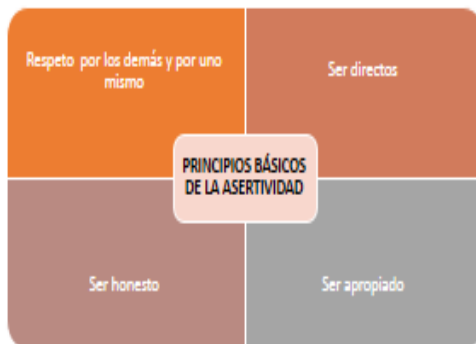 Respeto por los demás y por uno
mismo
Ser directos
PRINCIPIOS BÁSICOS
DE LA ASERTIVIDAD
Ser honesto
Ser apropiado